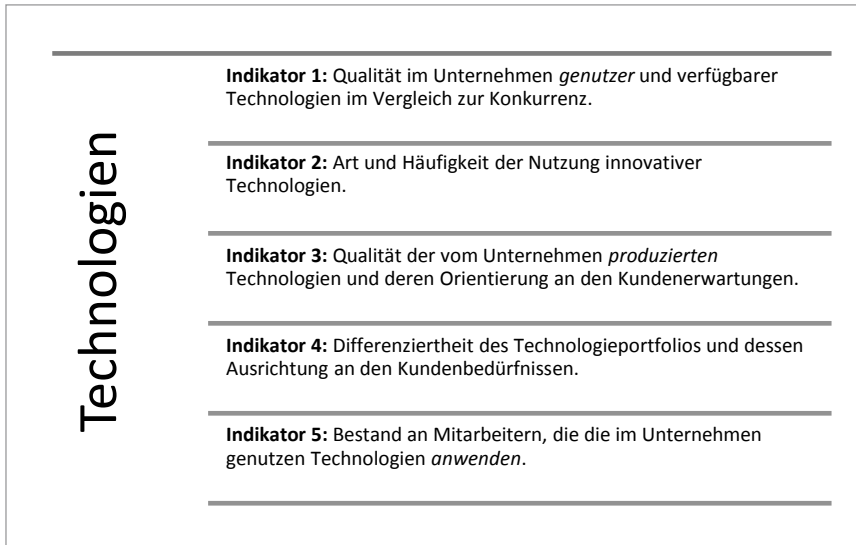 Technologien
Indikator 1: Qualität im Unternehmen genutzer und verfügbarer
Technologien im Vergleich zur Konkurrenz.
Indikator 2: Art und Häufigkeit der Nutzung innovativer
Technologien.
Indikator 3: Qualität der vom Unternehmen produzierten
Technologien und deren Orientierung an den Kundenerwartungen.
Indikator 4: Differenziertheit des Technologieportfolios und dessen
Ausrichtung an den Kundenbedürfnissen.
Indikator 5: Bestand an Mitarbeitern, die die im Unternehmen
genutzen Technologien anwenden.